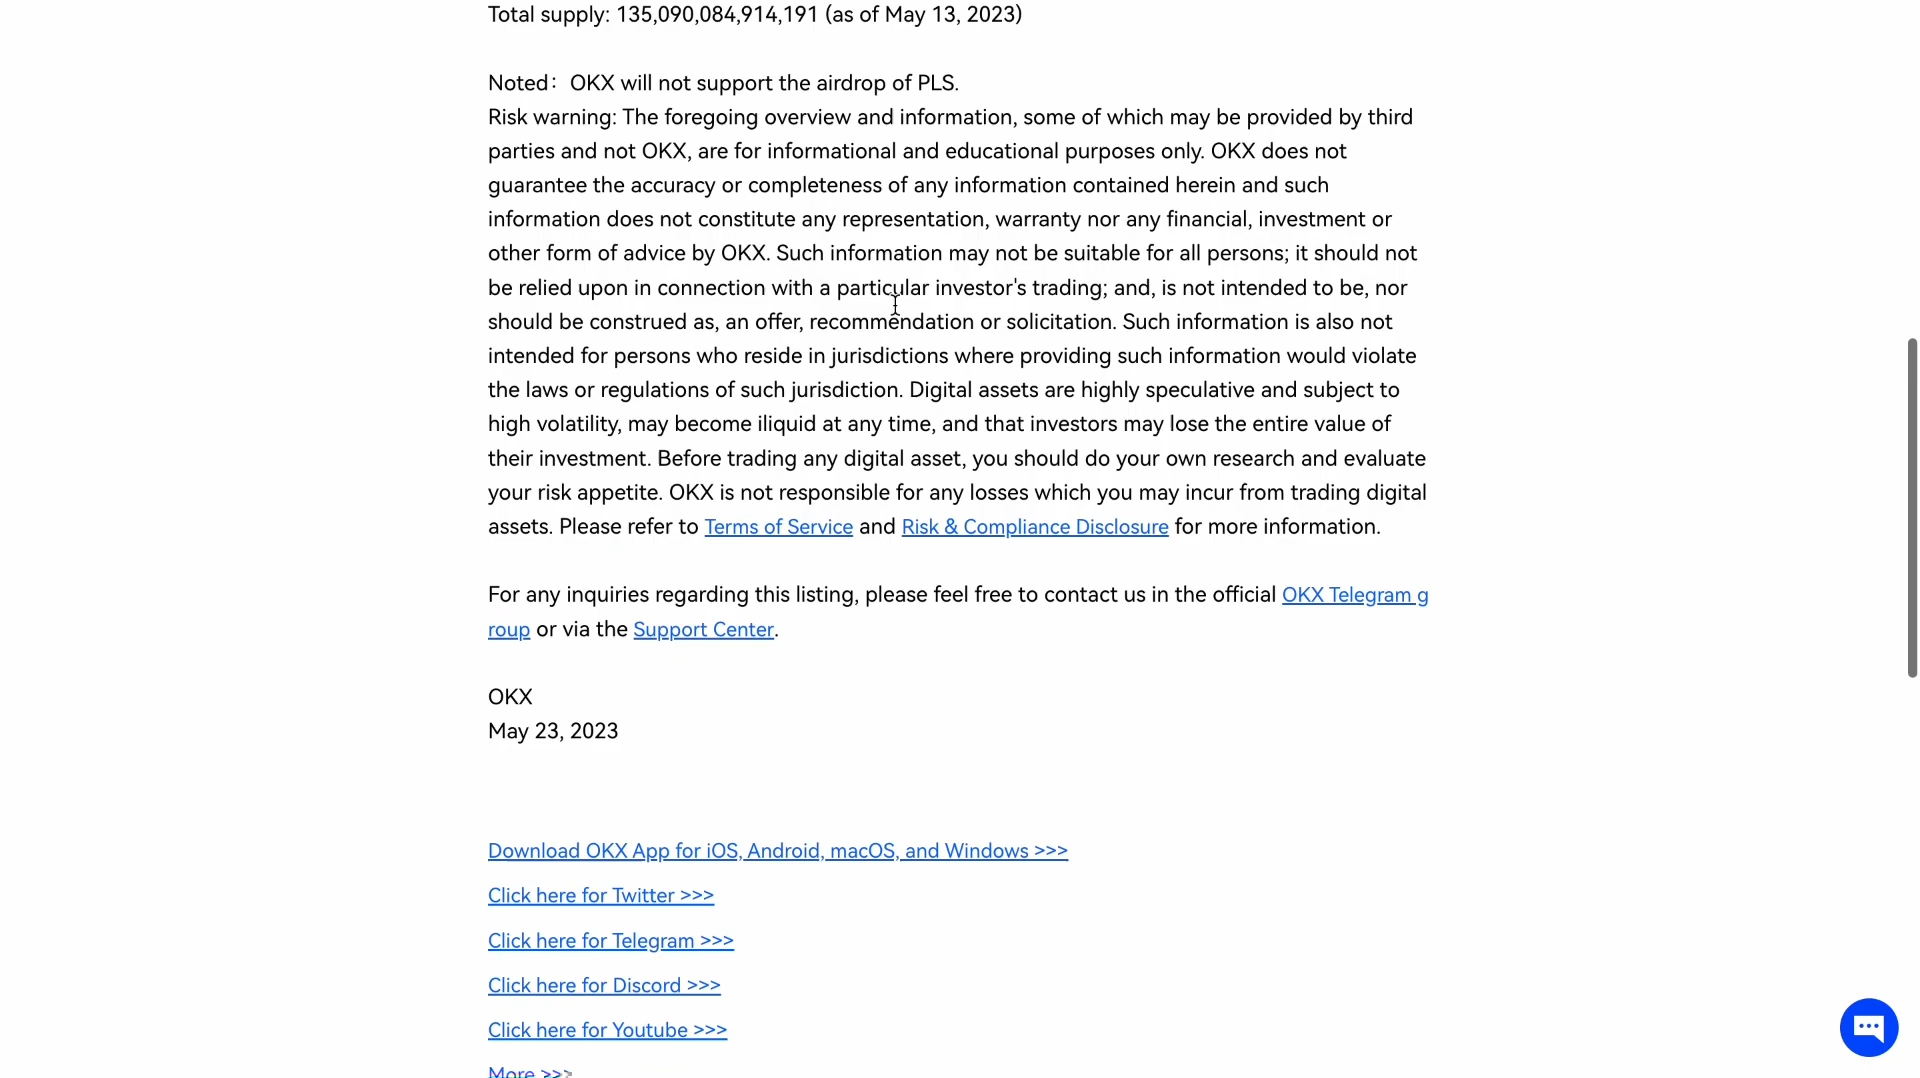 Total supply: 135,090,084,914,191 (as of May 13, 2023)
Noted： OKX will not support the airdrop of PLS.
Risk warning: The foregoing overview and information, some of which may be provided by third
parties and not OKX, are for informational and educational purposes only. OKX does not
guarantee the accuracy or completeness of any information contained herein and such
information does not constitute any representation, warranty nor any financial, investment or
other form of advice by OKX. Such information may not be suitable for all persons; it should not
be relied upon in connection with a particular investor's trading; and, is not intended to be, nor
should be construed as, an offer, recommendation or solicitation. Such information is also not
intended for persons who reside in jurisdictions where providing such information would violate
the laws or regulations of such jurisdiction. Digital assets are highly speculative and subject to
high volatility, may become iliquid at any time, and that investors may lose the entire value of
their investment. Before trading any digital asset, you should do your own research and evaluate
your risk appetite. OKX is not responsible for any losses which you may incur from trading digital
assets. Please refer to Terms of Service and Risk & Compliance Disclosure for more information.
For any inquiries regarding this listing, please feel free to contact us in the official OKX Telegram g
roup or via the Support Center.
OKX
May 23, 2023
Download OKX App for iOS, Android, macOS, and Windows >>>
Click here for Twitter >>>
Click here for Telegram >>>
Click here for Discord >>>
Click here for Youtube >>>
More >>>